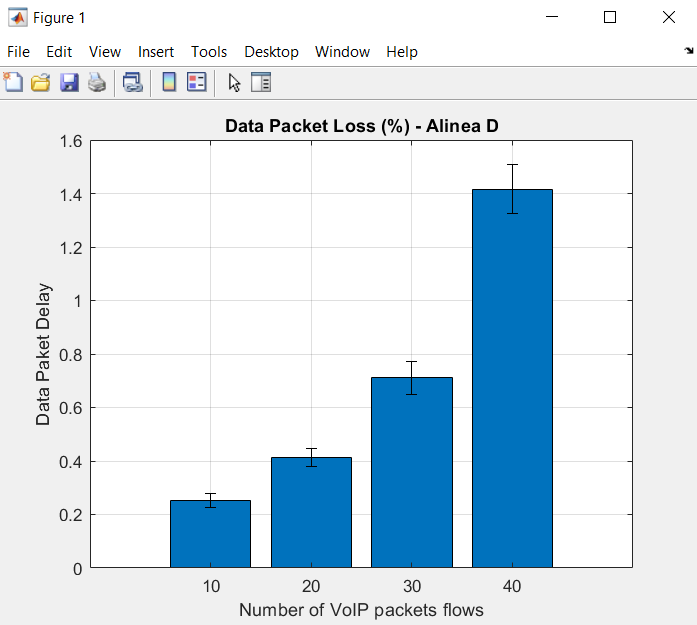 Figure 1
File Edit View Insert Tools Desktop Window Help
Data Packet Loss (%) - Alinea D
1.6
1.4
1.2
1
0.8
0.6
0.4
0.2
0
Data Paket Delay
10 20 30 40
Number of VoIP packets flows